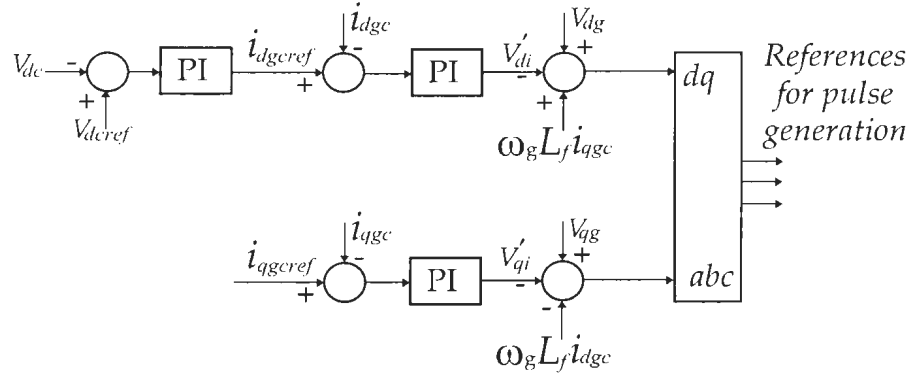 i_dgc
V_dg
- + 
V_dc - PI i_dgcref PI V'_di References
+ + - + dq for pulse
V_dcref generation
ω_g L_f i_qgc
i_qgc
V_qg
- +
i_qgcref PI V'_qi abc
+ - -
ω_g L_f i_dgc